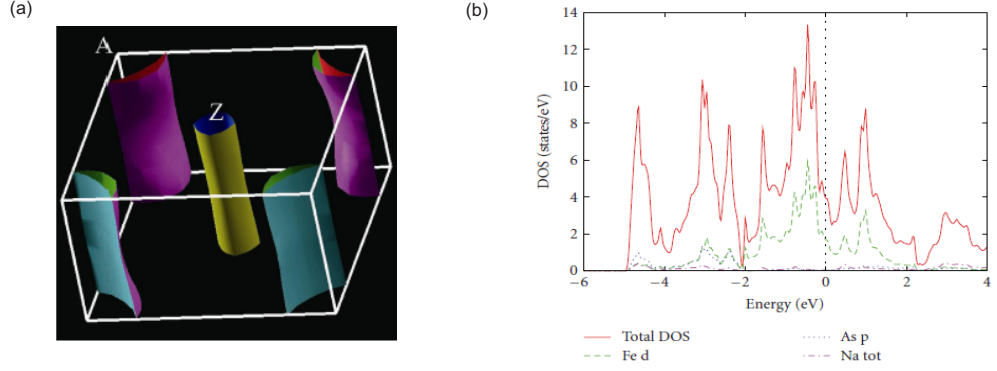 (a)
A
Z
(b)
14
12
10
8
6
4
2
0
DOS (states/eV)
−6
−4
−2
0
2
4
Energy (eV)
Total DOS
Fe d
As p
Na tot